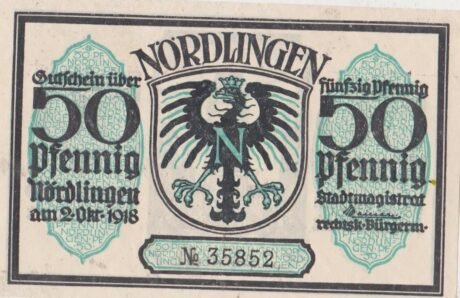 NÖRDLINGEN
Gutschein über
50
Pfennig
Nördlingen
am 2. Okt. 1918
N
fünfzig Pfennig
50
Pfennig
Stadtmagistrat
rechtsk. Bürgerm.
№ 35852